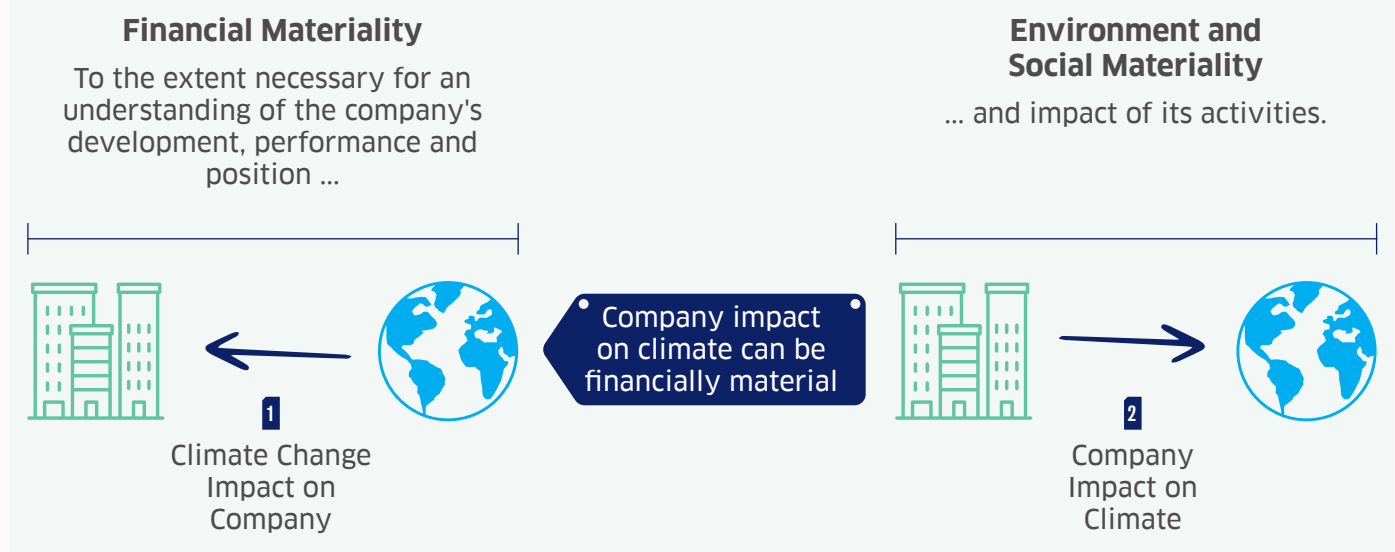 Financial Materiality
To the extent necessary for an
understanding of the company's
development, performance and
position ...
Environment and
Social Materiality
... and impact of its activities.
Company impact
on climate can be
financially material
1
Climate Change
Impact on
Company
2
Company
Impact on
Climate